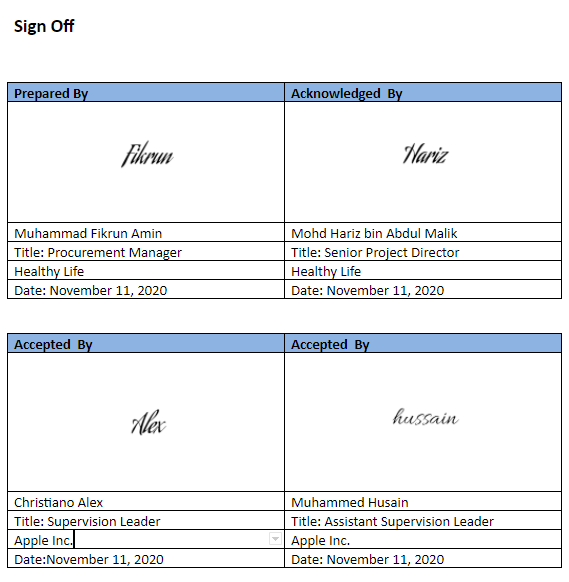 Sign Off
Prepared By
Acknowledged By
Fikrun
Hariz
Muhammad Fikrun Amin
Mohd Hariz bin Abdul Malik
Title: Procurement Manager
Title: Senior Project Director
Healthy Life
Healthy Life
Date: November 11, 2020
Date: November 11, 2020
Accepted By
Accepted By
Alex
hussain
Christiano Alex
Muhammed Husain
Title: Supervision Leader
Title: Assistant Supervision Leader
Apple Inc.
Apple Inc.
Date:November 11, 2020
Date: November 11, 2020